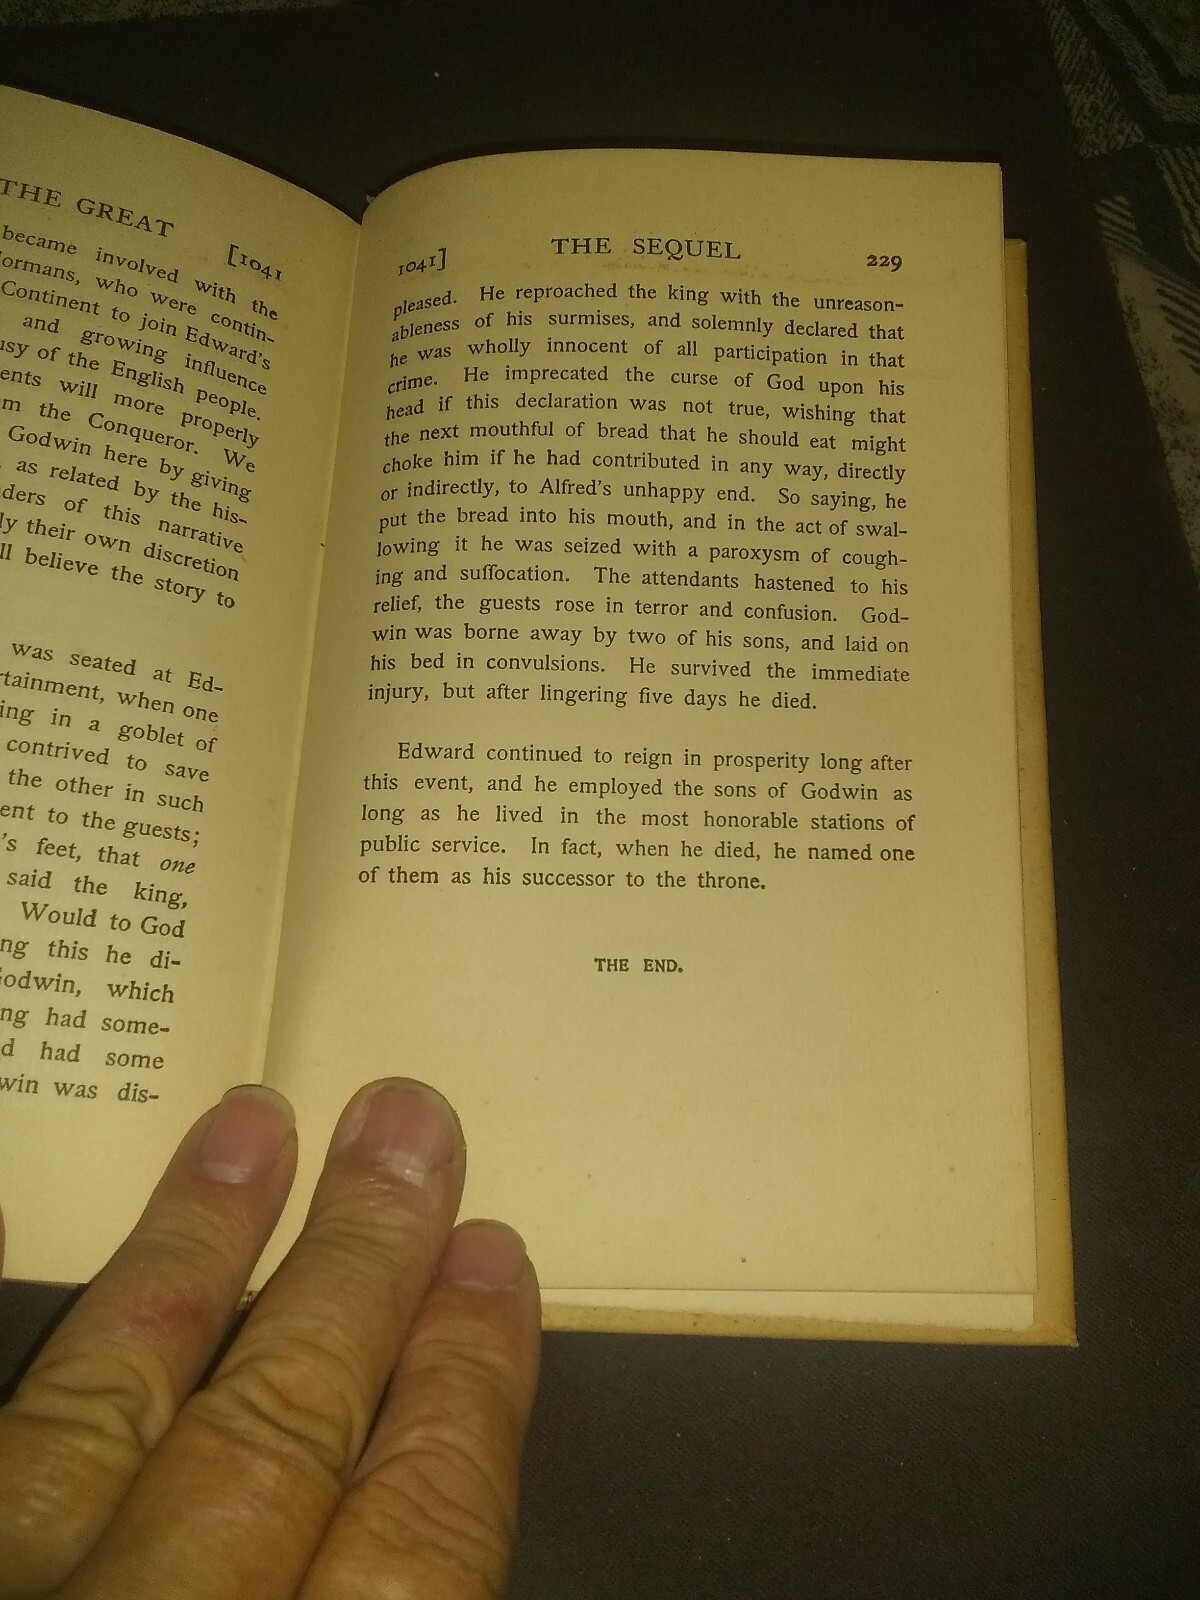 THE GREAT
[1041
became involved with the
ormans, who were contin-
Continent to join Edward's
and growing influence
usy of the English people.
ents will more properly
m the Conqueror. We
Godwin here by giving
as related by the his-
ders of this narrative
ly their own discretion
ll believe the story to
was seated at Ed-
rtainment, when one
ing in a goblet of
contrived to save
the other in such
ent to the guests;
's feet, that one
said the king,
Would to God
ng this he di-
Godwin, which
ng had some-
d had some
win was dis-
1041]
THE SEQUEL
229
pleased. He reproached the king with the unreason-
ableness of his surmises, and solemnly declared that
he was wholly innocent of all participation in that
crime. He imprecated the curse of God upon his
head if this declaration was not true, wishing that
the next mouthful of bread that he should eat might
choke him if he had contributed in any way, directly
or indirectly, to Alfred's unhappy end. So saying, he
put the bread into his mouth, and in the act of swal-
lowing it he was seized with a paroxysm of cough-
ing and suffocation. The attendants hastened to his
relief, the guests rose in terror and confusion. God-
win was borne away by two of his sons, and laid on
his bed in convulsions. He survived the immediate
injury, but after lingering five days he died.
Edward continued to reign in prosperity long after
this event, and he employed the sons of Godwin as
long as he lived in the most honorable stations of
public service. In fact, when he died, he named one
of them as his successor to the throne.
THE END.